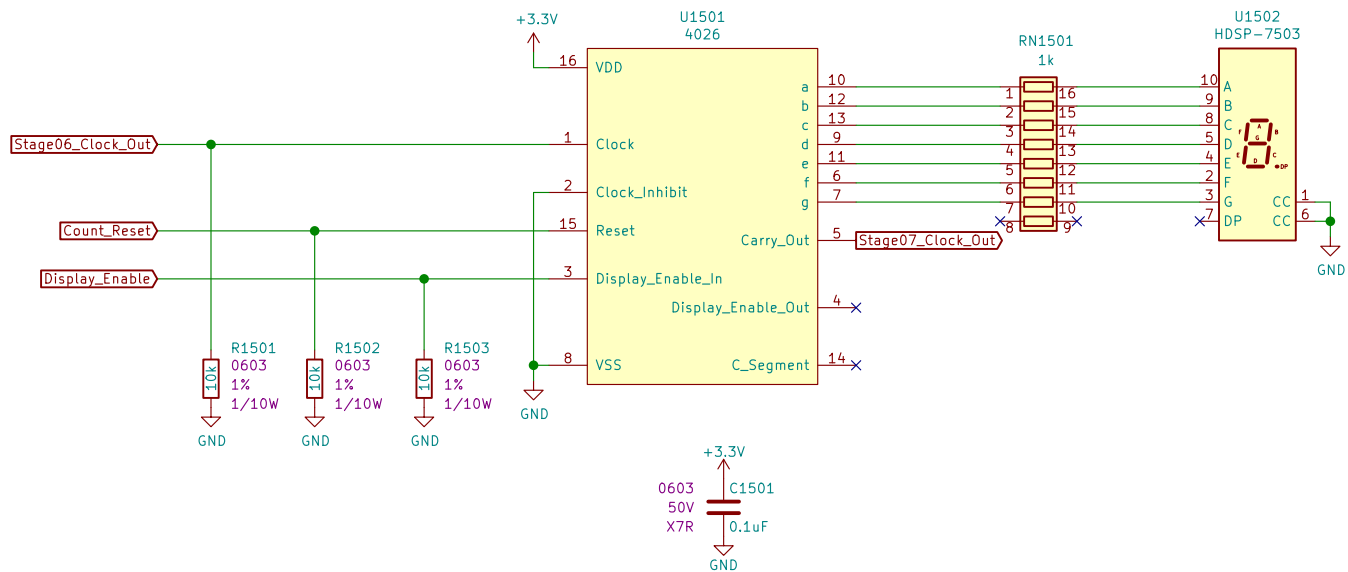 +3.3V
U1501
4026
RN1501
1k
U1502
HDSP-7503
16 VDD
a 10
b 12
c 13
d 9
e 11
f 6
g 7
1 16
2 15
3 14
4 13
5 12
6 11
7 10
8 9
10 A
9 B
8 C
5 D
4 E
2 F
3 G
7 DP
CC 1
CC 6
A
F B
G
E C
D
DP
GND
Stage06_Clock_Out
1 Clock
2 Clock_Inhibit
Count_Reset
15 Reset
Carry_Out 5
Stage07_Clock_Out
Display_Enable
3 Display_Enable_In
Display_Enable_Out 4
8 VSS
C_Segment 14
GND
R1501
10k
0603
1%
1/10W
GND
R1502
10k
0603
1%
1/10W
GND
R1503
10k
0603
1%
1/10W
GND
+3.3V
0603
50V
X7R
C1501
0.1uF
GND